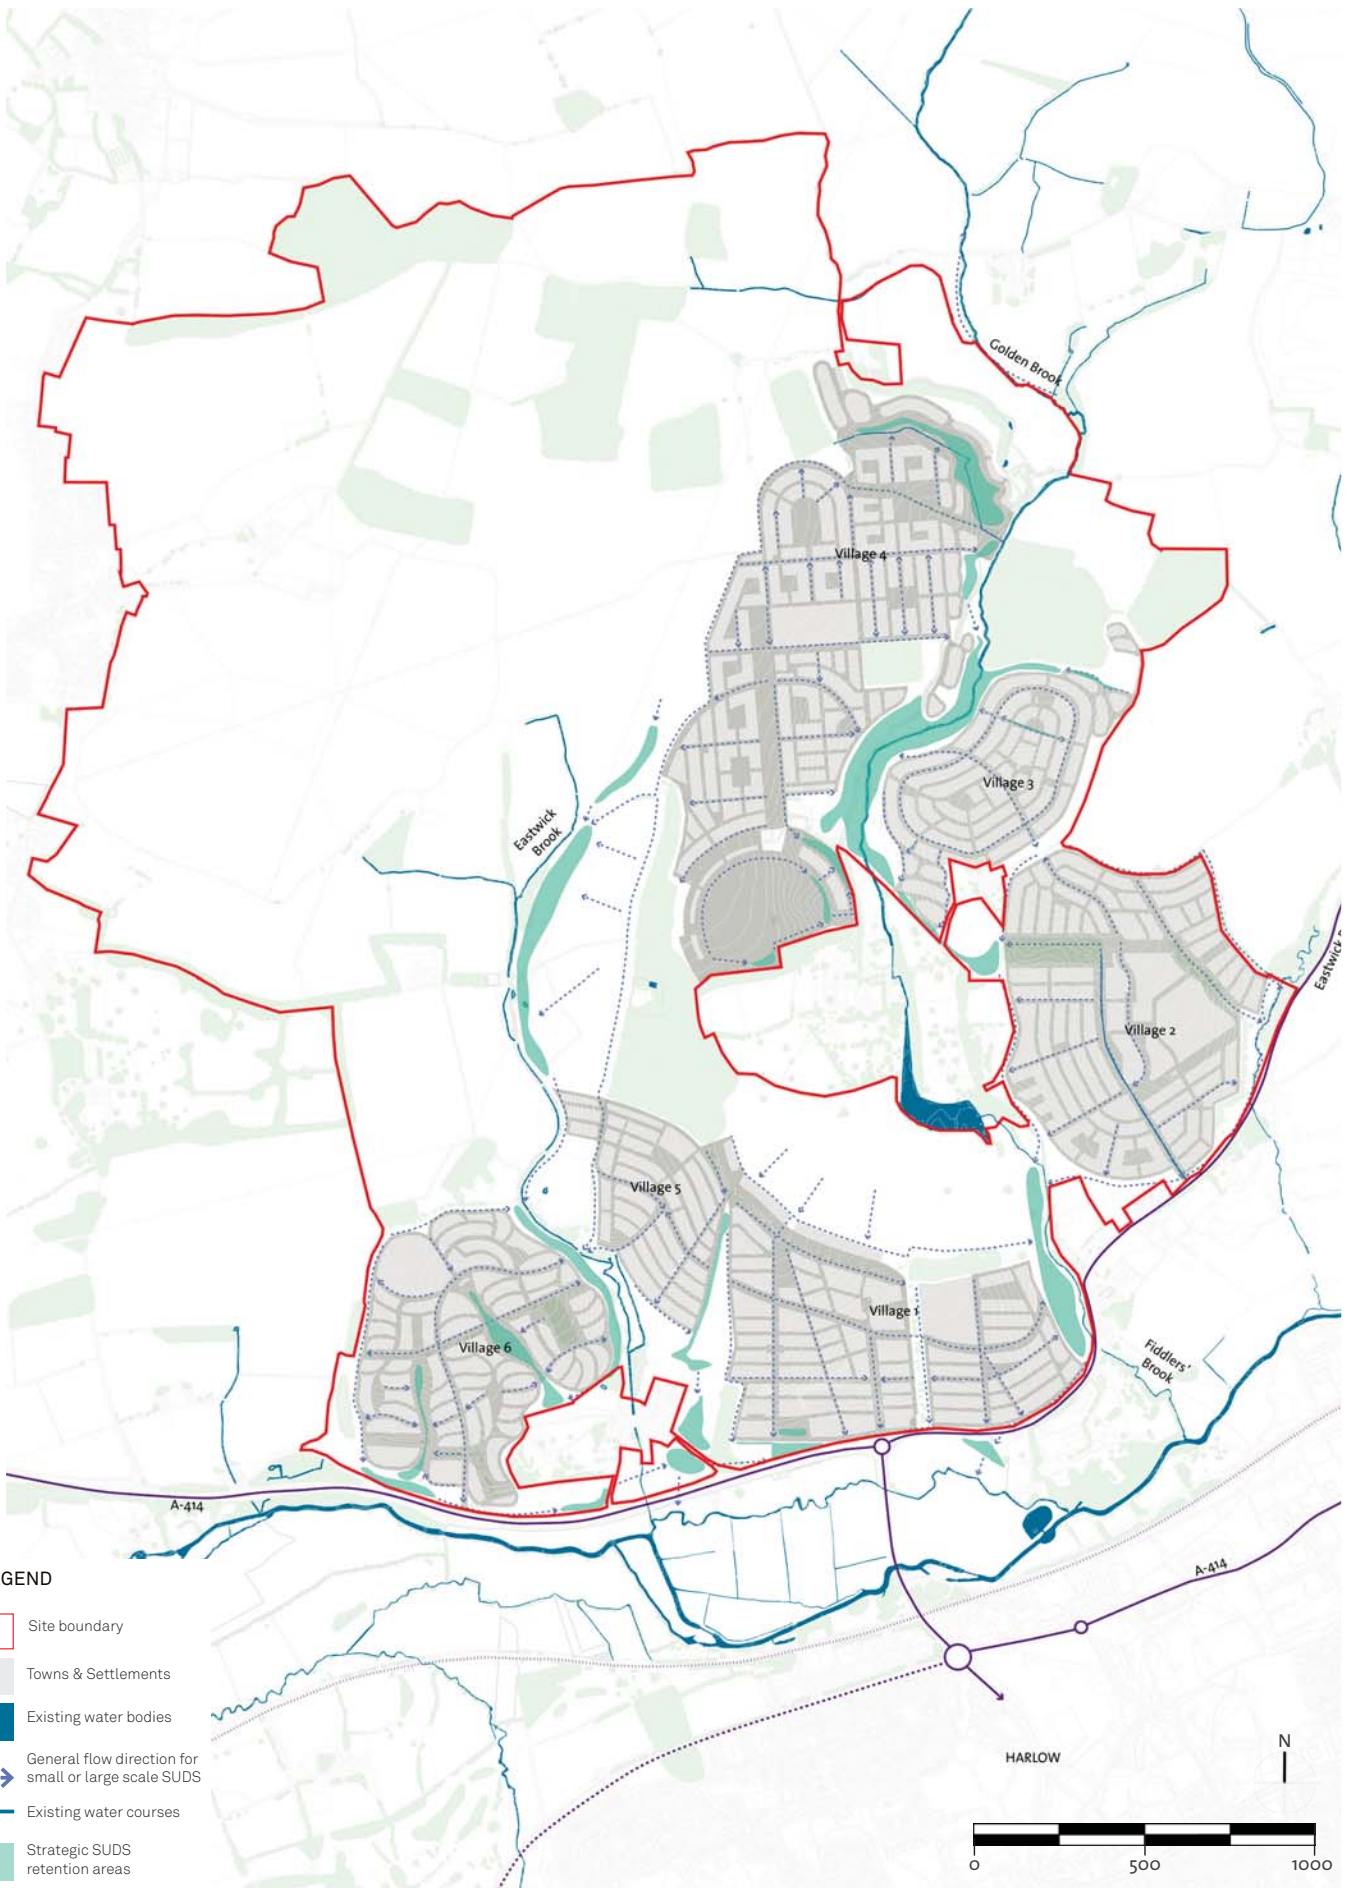 Golden Brook
Village 4
Village 3
Eastwick
Brook
Village 2
Eastwick
Village 5
Village 1
Village 6
Fiddlers'
Brook
A-414
A-414
GEND
Site boundary
Towns & Settlements
Existing water bodies
General flow direction for
small or large scale SUDS
Existing water courses
Strategic SUDS
retention areas
HARLOW
N
0 500 1000